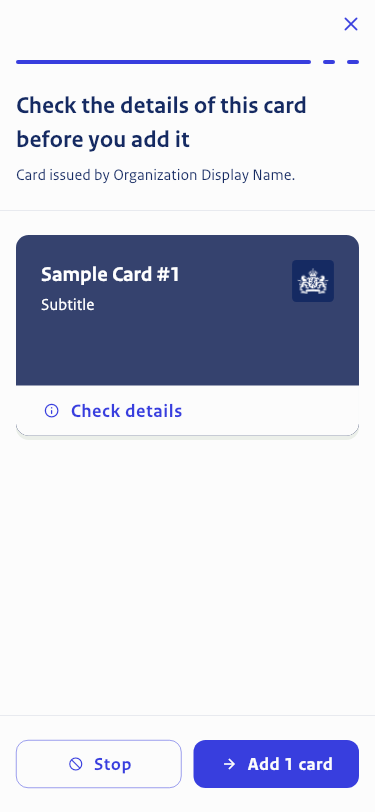 Check the details of this card
before you add it
Card issued by Organization Display Name.
Sample Card #1
Subtitle
Check details
Stop
Add 1 card